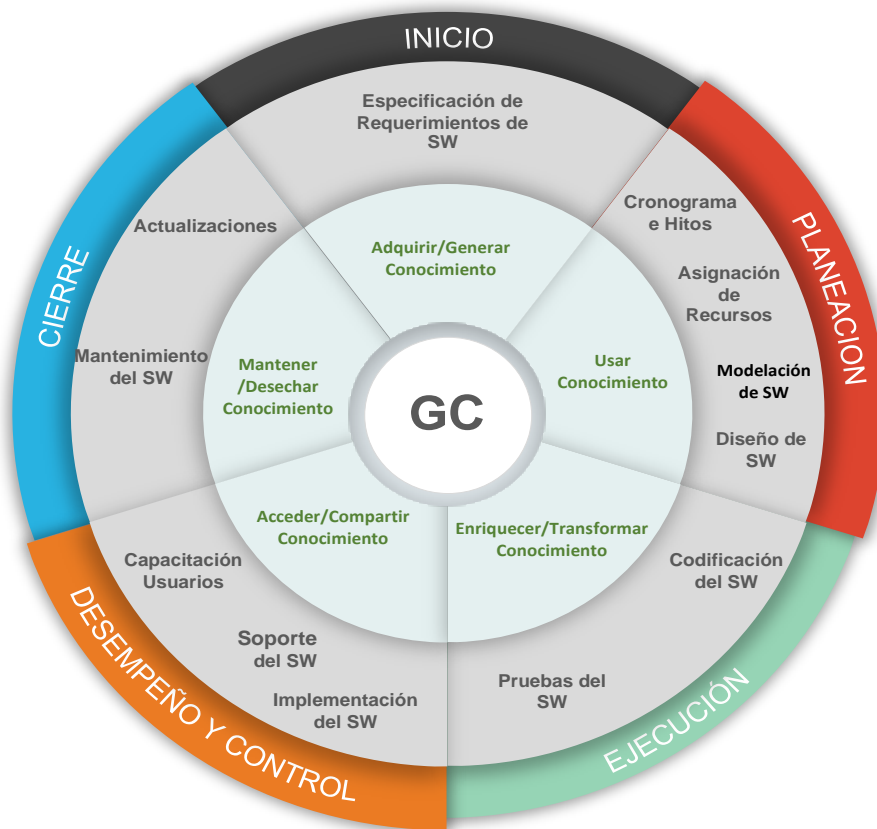 INICIO
Especificación de
Requerimientos de
SW
PLANEACION
Cronograma
e Hitos
Asignación
de
Recursos
Modelación
de SW
Diseño de
SW
EJECUCIÓN
Codificación
del SW
Pruebas del
SW
DESEMPEÑO Y CONTROL
Implementación
del SW
Soporte
del SW
Capacitación
Usuarios
CIERRE
Mantenimiento
del SW
Actualizaciones
Adquirir/Generar
Conocimiento
Usar
Conocimiento
Enriquecer/Transformar
Conocimiento
Acceder/Compartir
Conocimiento
Mantener
/Desechar
Conocimiento
GC